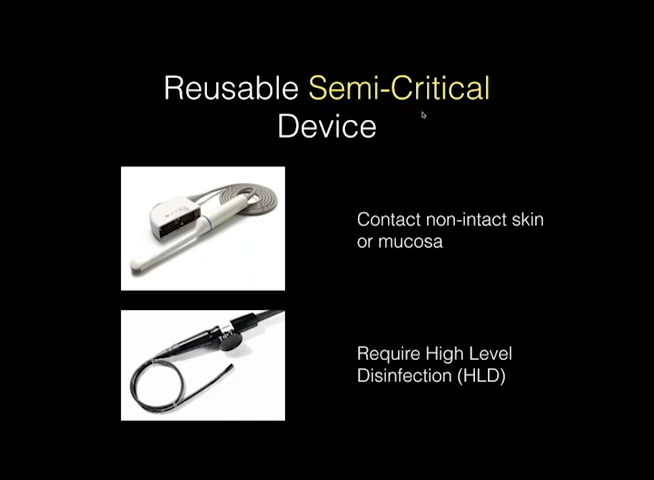 Reusable Semi-Critical
Device
Contact non-intact skin
or mucosa
Require High Level
Disinfection (HLD)